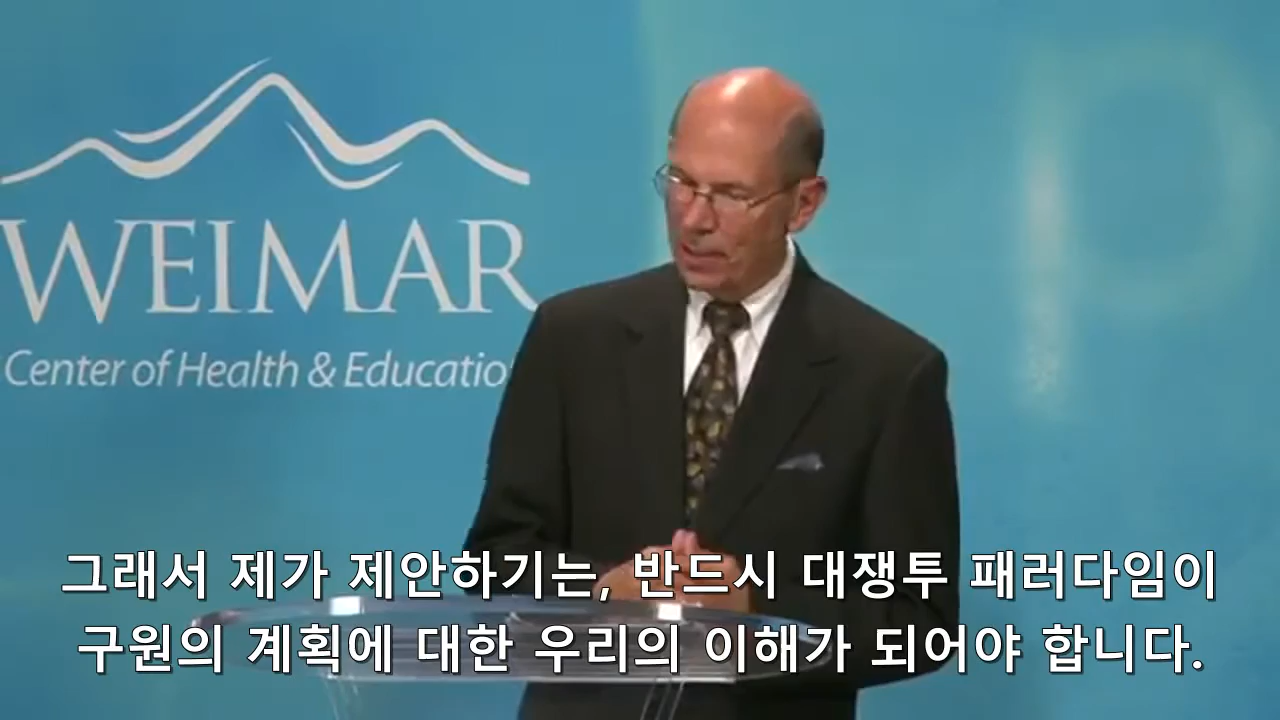 WEIMAR
Center of Health & Educatio
그래서 제가 제안하기는, 반드시 대쟁투 패러다임이
구원의 계획에 대한 우리의 이해가 되어야 합니다.